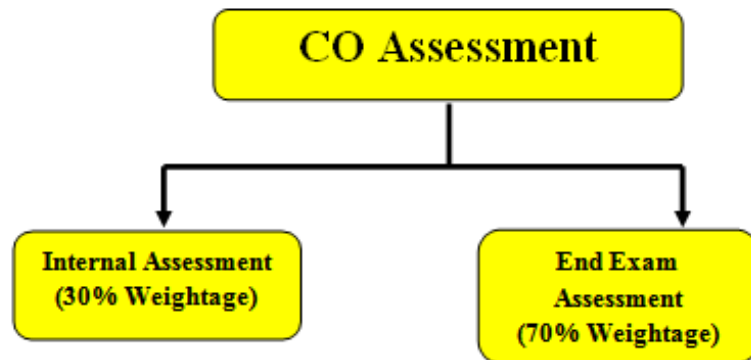 CO Assessment
Internal Assessment
(30% Weightage)
End Exam
Assessment
(70% Weightage)